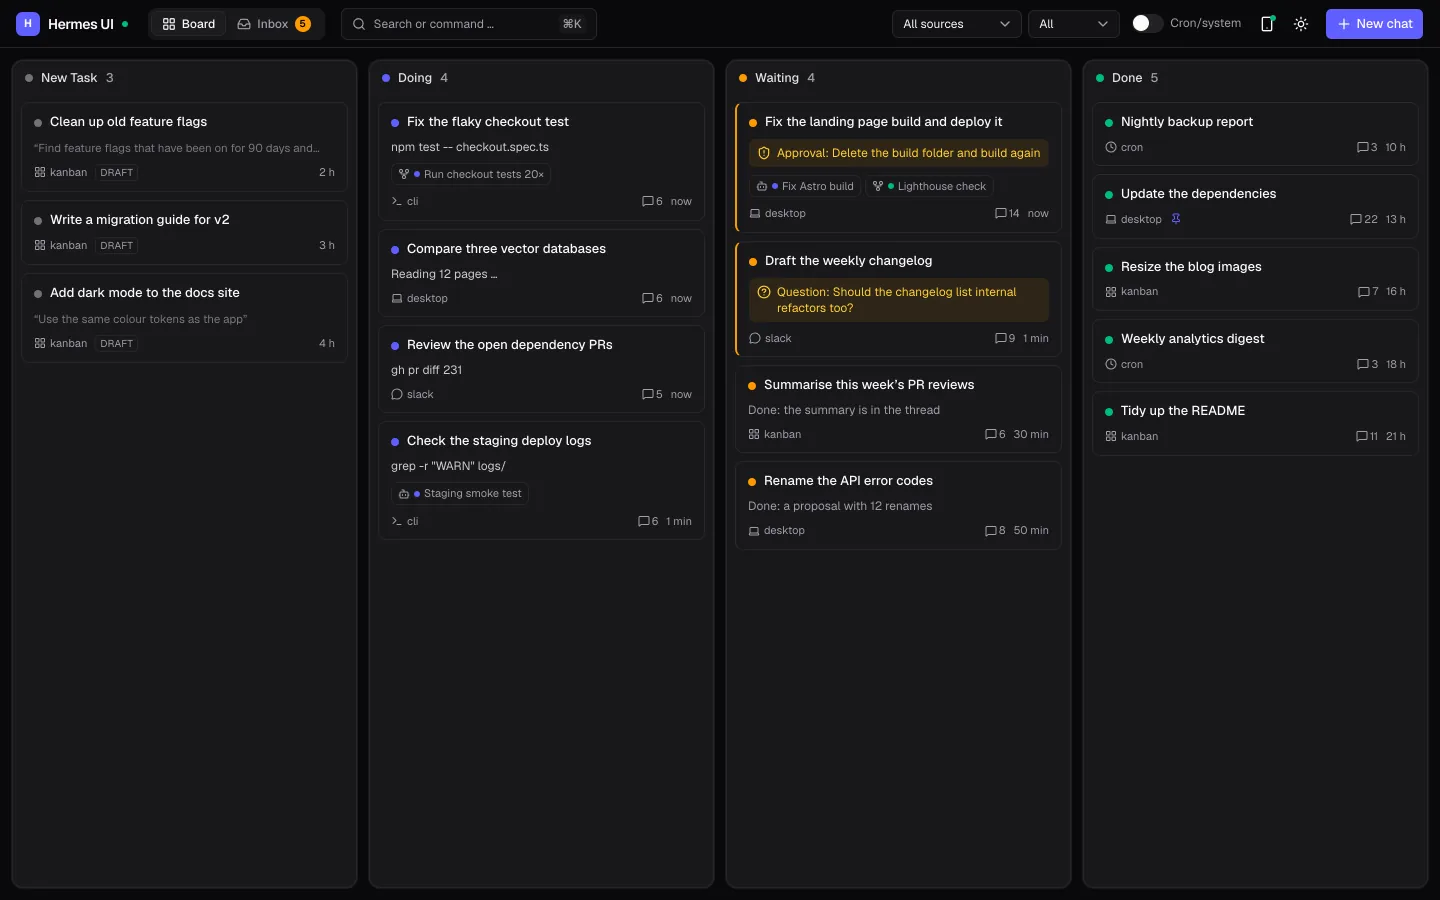 H Hermes UI Board Inbox 5 Search or command … ⌘K All sources All Cron/system New chat
New Task 3
Clean up old feature flags
“Find feature flags that have been on for 90 days and…
kanban DRAFT 2 h
Write a migration guide for v2
kanban DRAFT 3 h
Add dark mode to the docs site
“Use the same colour tokens as the app”
kanban DRAFT 4 h
Doing 4
Fix the flaky checkout test
npm test -- checkout.spec.ts
Run checkout tests 20×
cli 6 now
Compare three vector databases
Reading 12 pages …
desktop 6 now
Review the open dependency PRs
gh pr diff 231
slack 5 now
Check the staging deploy logs
grep -r "WARN" logs/
Staging smoke test
cli 6 1 min
Waiting 4
Fix the landing page build and deploy it
Approval: Delete the build folder and build again
Fix Astro build Lighthouse check
desktop 14 now
Draft the weekly changelog
Question: Should the changelog list internal
refactors too?
slack 9 1 min
Summarise this week’s PR reviews
Done: the summary is in the thread
kanban 6 30 min
Rename the API error codes
Done: a proposal with 12 renames
desktop 8 50 min
Done 5
Nightly backup report
cron 3 10 h
Update the dependencies
desktop 22 13 h
Resize the blog images
kanban 7 16 h
Weekly analytics digest
cron 3 18 h
Tidy up the README
kanban 11 21 h